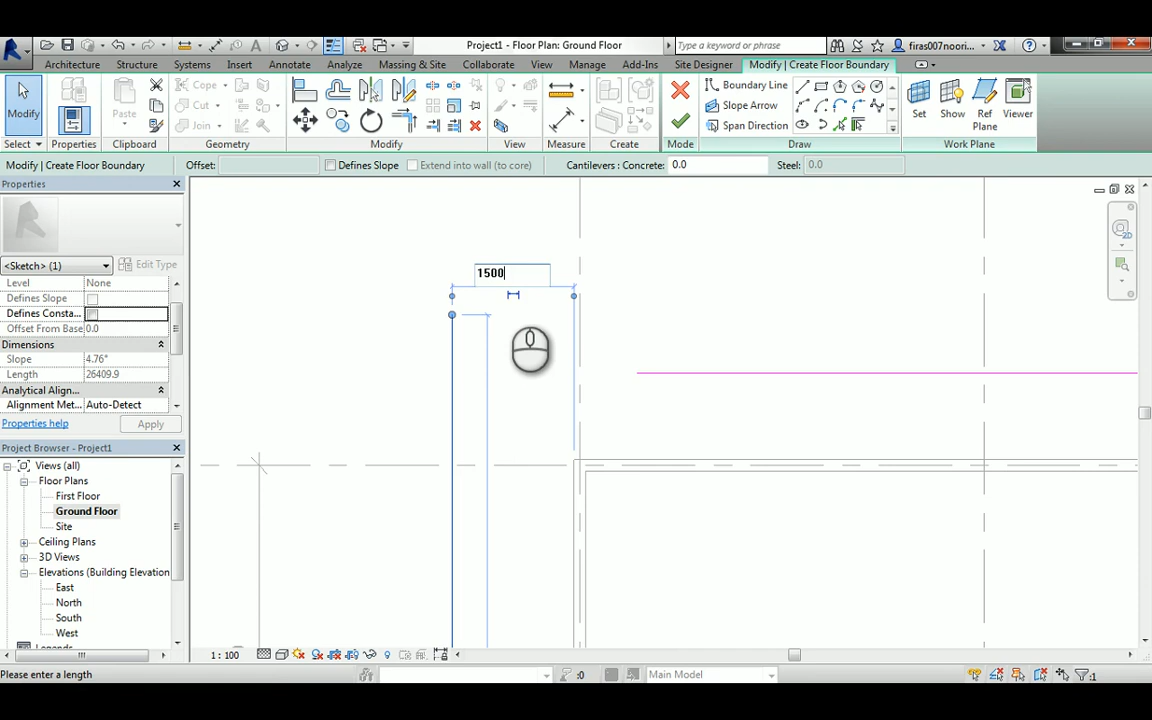 Project1 - Floor Plan: Ground Floor
Type a keyword or phrase
firas007noori...
Architecture Structure Systems Insert Annotate Analyze Massing & Site Collaborate View Manage Add-Ins Site Designer Modify | Create Floor Boundary
Modify
Paste
Cope
Cut
Join
Boundary Line
Slope Arrow
Span Direction
Set Show Ref Plane Viewer
Select Properties Clipboard Geometry Modify View Measure Create Mode Draw Work Plane
Modify | Create Floor Boundary Offset: Defines Slope Extend into wall (to core) Cantilevers : Concrete: 0.0 Steel: 0.0
Properties
<Sketch> (1) Edit Type
Level None
Defines Slope
Defines Consta...
Offset From Base 0.0
Dimensions
Slope 4.76°
Length 26409.9
Analytical Align...
Alignment Met... Auto-Detect
Properties help Apply
Project Browser - Project1
Views (all)
Floor Plans
First Floor
Ground Floor
Site
Ceiling Plans
3D Views
Elevations (Building Elevation
East
North
South
West
1500
1 : 100
Please enter a length
:0
Main Model
:1